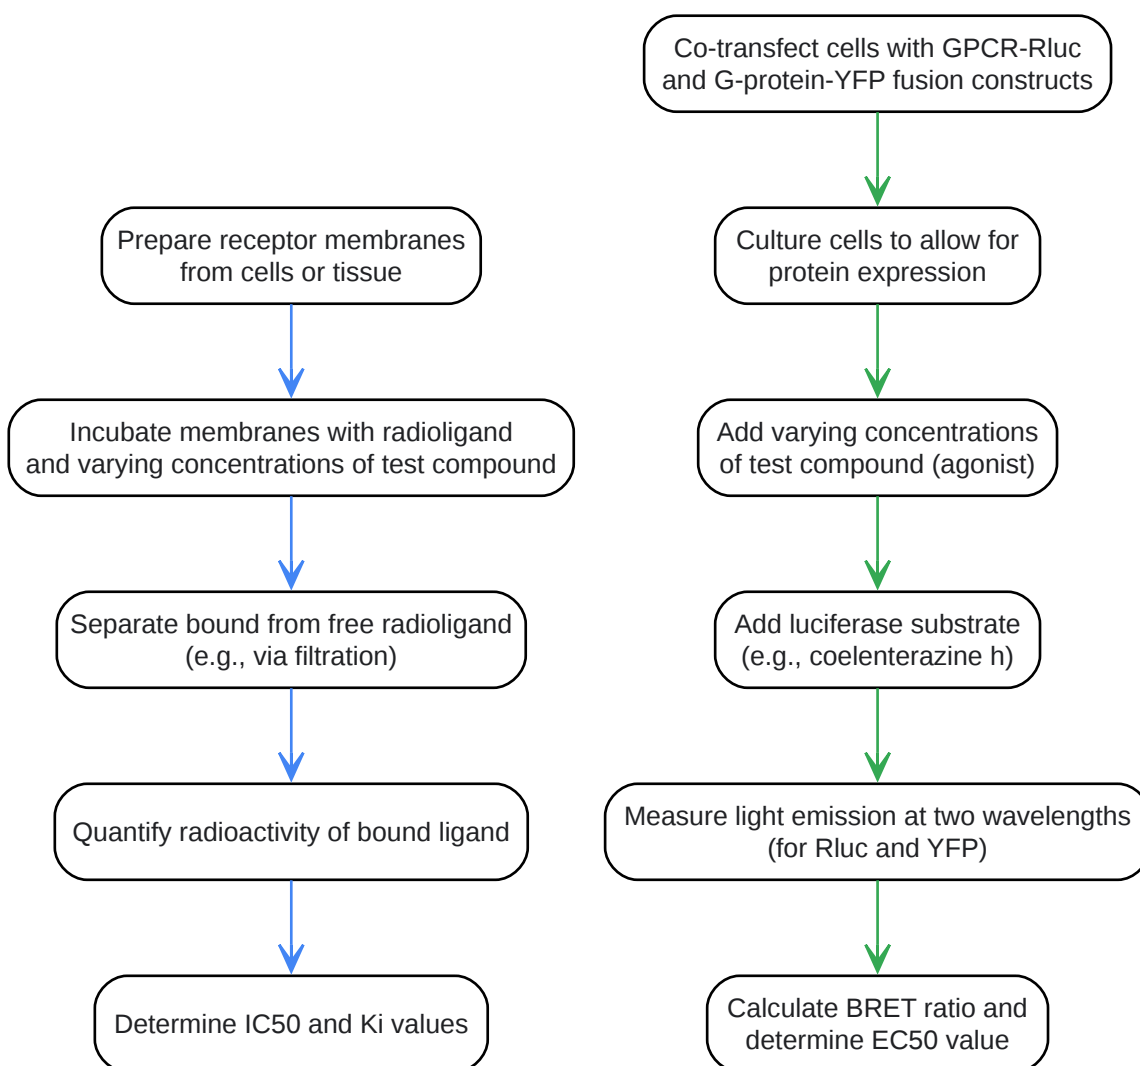 Prepare receptor membranes
from cells or tissue
Incubate membranes with radioligand
and varying concentrations of test compound
Separate bound from free radioligand
(e.g., via filtration)
Quantify radioactivity of bound ligand
Determine IC50 and Ki values
Co-transfect cells with GPCR-Rluc
and G-protein-YFP fusion constructs
Culture cells to allow for
protein expression
Add varying concentrations
of test compound (agonist)
Add luciferase substrate
(e.g., coelenterazine h)
Measure light emission at two wavelengths
(for Rluc and YFP)
Calculate BRET ratio and
determine EC50 value